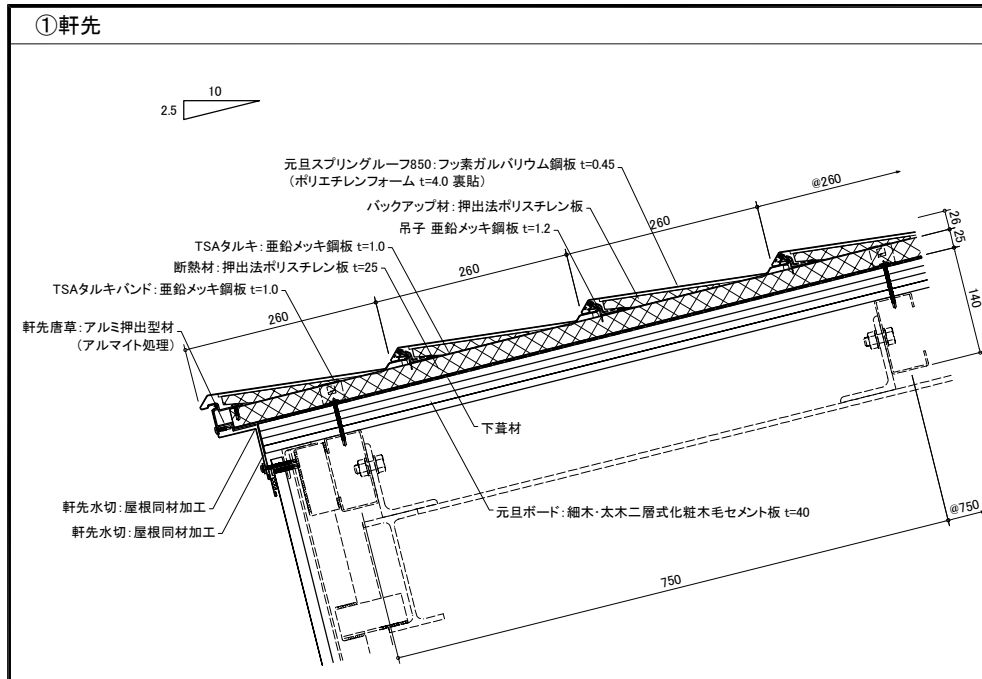 ①軒先
10
2.5
元旦スプリングルーフ850:フッ素ガルバリウム鋼板 t=0.45
(ポリエチレンフォーム t=4.0 裏貼)
バックアップ材:押出法ポリスチレン板
吊子 亜鉛メッキ鋼板 t=1.2
TSAタルキ:亜鉛メッキ鋼板 t=1.0
断熱材:押出法ポリスチレン板 t=25
TSAタルキバンド:亜鉛メッキ鋼板 t=1.0
軒先唐草:アルミ押出型材
(アルマイト処理)
260
260
260
@260
26
25
140
下葺材
軒先水切:屋根同材加工
軒先水切:屋根同材加工
元旦ボード:細木・太木二層式化粧木毛セメント板 t=40
750
@750